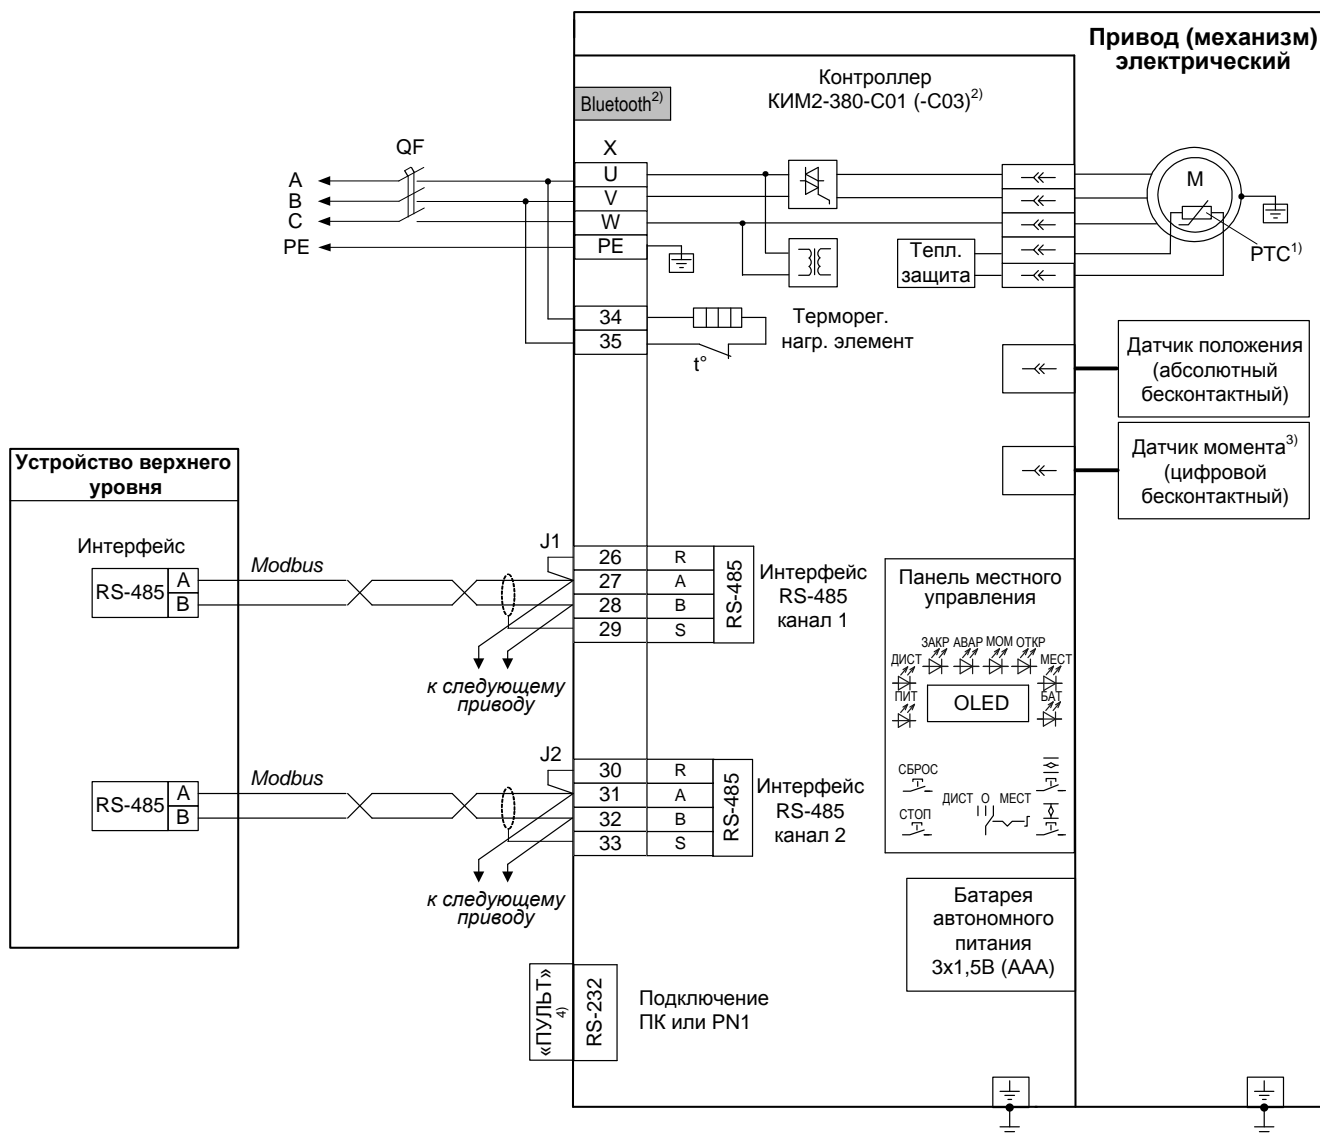 Привод (механизм)
электрический
Контроллер
КИМ2-380-С01 (-С03)2)
Bluetooth2)
QF
X
A
B
C
PE
U
V
W
PE
M
РТС1)
Тепл.
защита
34
35
t°
Терморег.
нагр. элемент
Датчик положения
(абсолютный
бесконтактный)
Датчик момента3)
(цифровой
бесконтактный)
Устройство верхнего
уровня
Интерфейс
RS-485
A
B
Modbus
J1
26 R
27 A
28 B
29 S
RS-485
Интерфейс
RS-485
канал 1
к следующему
приводу
Панель местного
управления
ЗАКР АВАР МОМ ОТКР
ДИСТ
МЕСТ
ПИТ
OLED
БАТ
СБРОС
ДИСТ О МЕСТ
СТОП
RS-485
A
B
Modbus
J2
30 R
31 A
32 B
33 S
RS-485
Интерфейс
RS-485
канал 2
к следующему
приводу
Батарея
автономного
питания
3х1,5В (ААА)
«ПУЛЬТ»
4)
RS-232
Подключение
ПК или PN1